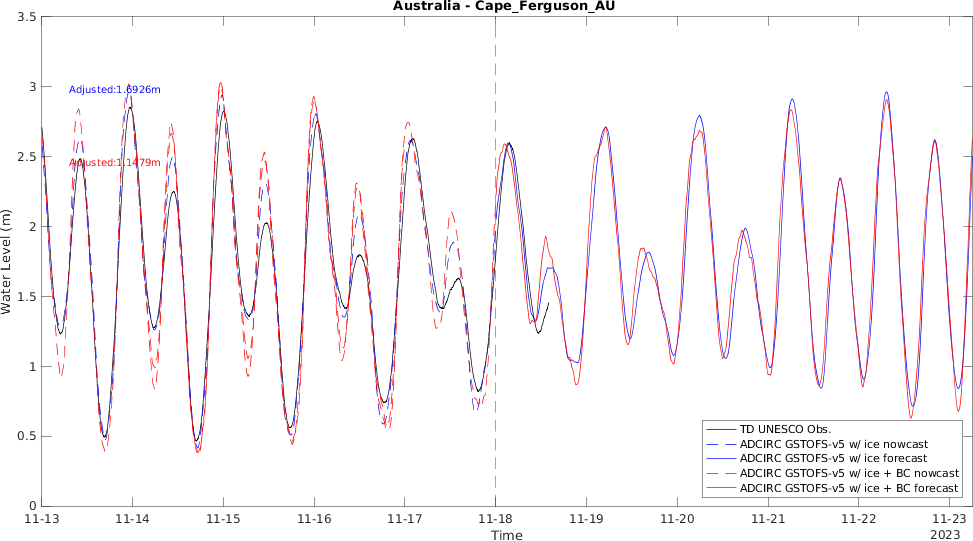 Australia - Cape_Ferguson_AU
3.5
3
2.5
2
1.5
1
0.5
0
Water Level (m)
Adjusted:1.6926m
Adjusted:1.1479m
TD UNESCO Obs.
ADCIRC GSTOFS-v5 w/ ice nowcast
ADCIRC GSTOFS-v5 w/ ice forecast
ADCIRC GSTOFS-v5 w/ ice + BC nowcast
ADCIRC GSTOFS-v5 w/ ice + BC forecast
11-13 11-14 11-15 11-16 11-17 11-18 11-19 11-20 11-21 11-22 11-23
Time
2023